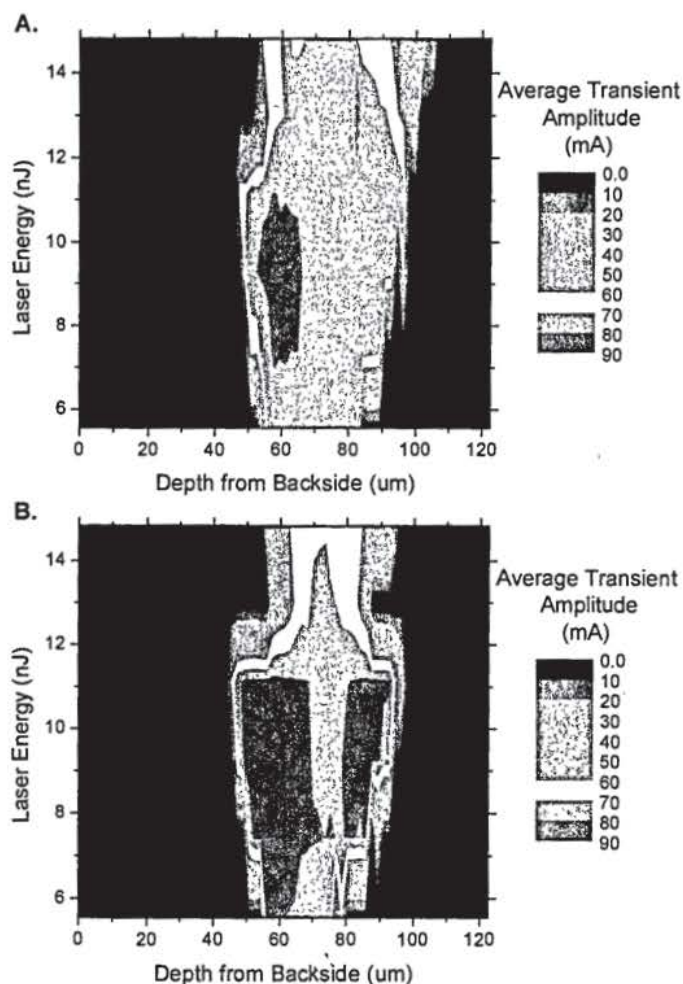 A.
Laser Energy (nJ)
14
12
10
8
6
0 20 40 60 80 100 120
Depth from Backside (um)
Average Transient
Amplitude
(mA)
0.0
10
20
30
40
50
60
70
80
90
B.
Laser Energy (nJ)
14
12
10
8
6
0 20 40 60 80 100 120
Depth from Backside (um)
Average Transient
Amplitude
(mA)
0.0
10
20
30
40
50
60
70
80
90